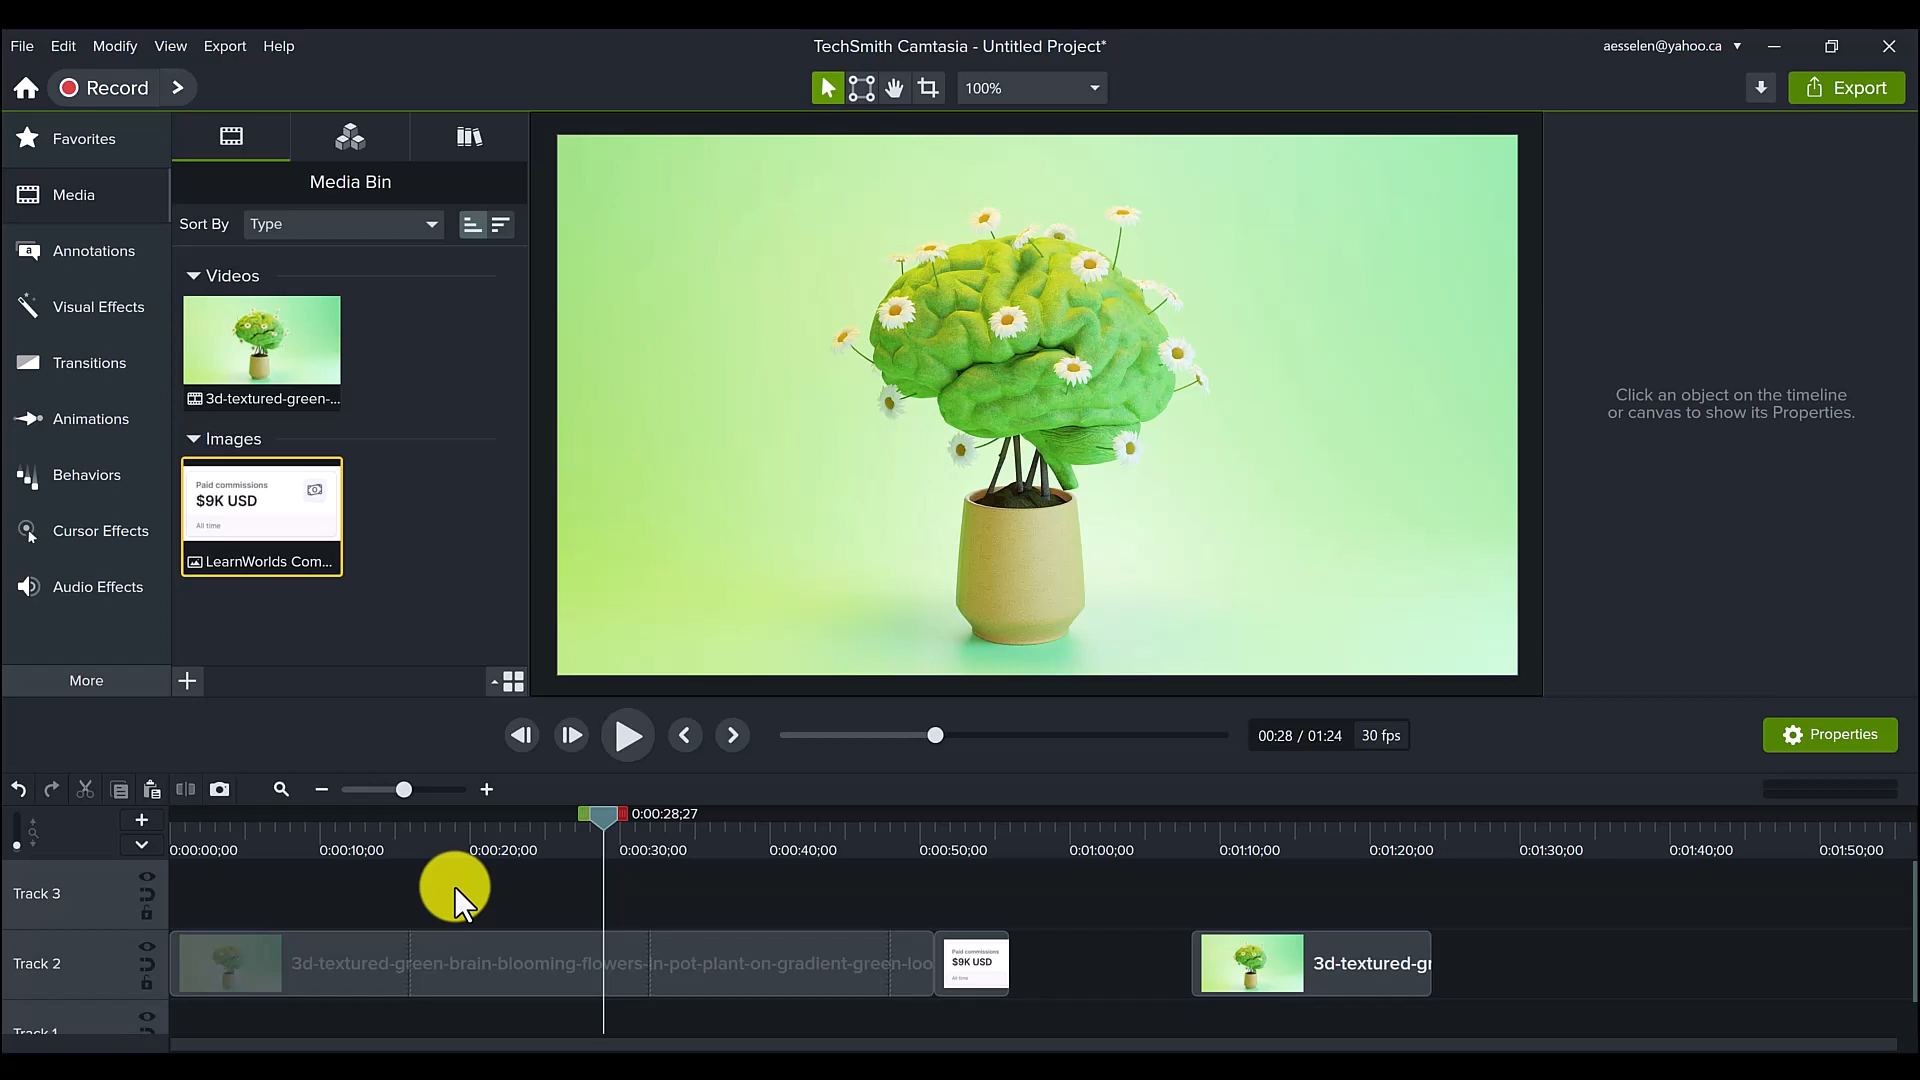 File Edit Modify View Export Help
TechSmith Camtasia - Untitled Project*
aesselen@yahoo.ca
Record
100%
Export
Favorites
Media
Annotations
Visual Effects
Transitions
Animations
Behaviors
Cursor Effects
Audio Effects
More
Media Bin
Sort By Type
Videos
3d-textured-green-...
Images
Paid commissions
$9K USD
All time
LearnWorlds Com...
Click an object on the timeline
or canvas to show its Properties.
00:28 / 01:24 30 fps
Properties
0:00:28;27
0:00:00;00 0:00:10;00 0:00:20;00 0:00:30;00 0:00:40;00 0:00:50;00 0:01:00;00 0:01:10;00 0:01:20;00 0:01:30;00 0:01:40;00 0:01:50;00
Track 3
Track 2
3d-textured-green-brain-blooming-flowers-in-pot-plant-on-gradient-green-loo
Paid commissions
$9K USD
All time
3d-textured-gr
Track 1